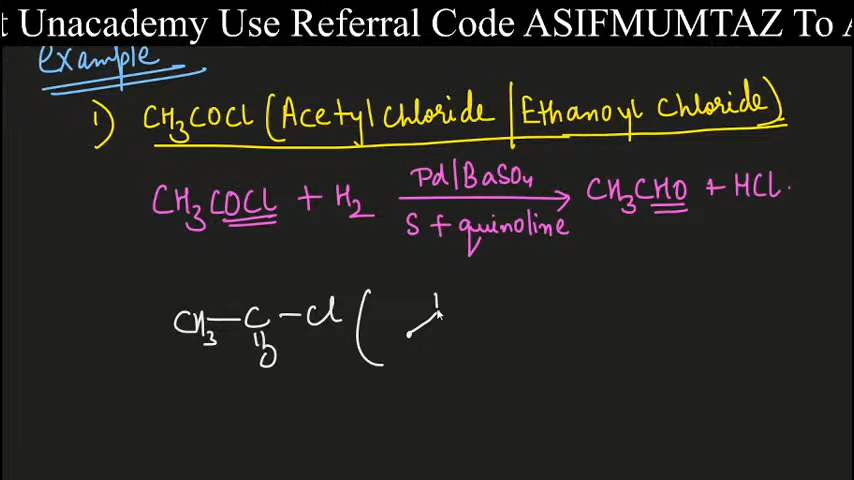 t Unacademy Use Referral Code ASIFMUMTAZ To A
example
1) CH3COCl (Acetyl chloride | Ethanoyl chloride)
CH3COCl + H2 Pd/BaSO4 CH3CHO + HCl.
S + quinoline
CH3 — C — Cl (
O